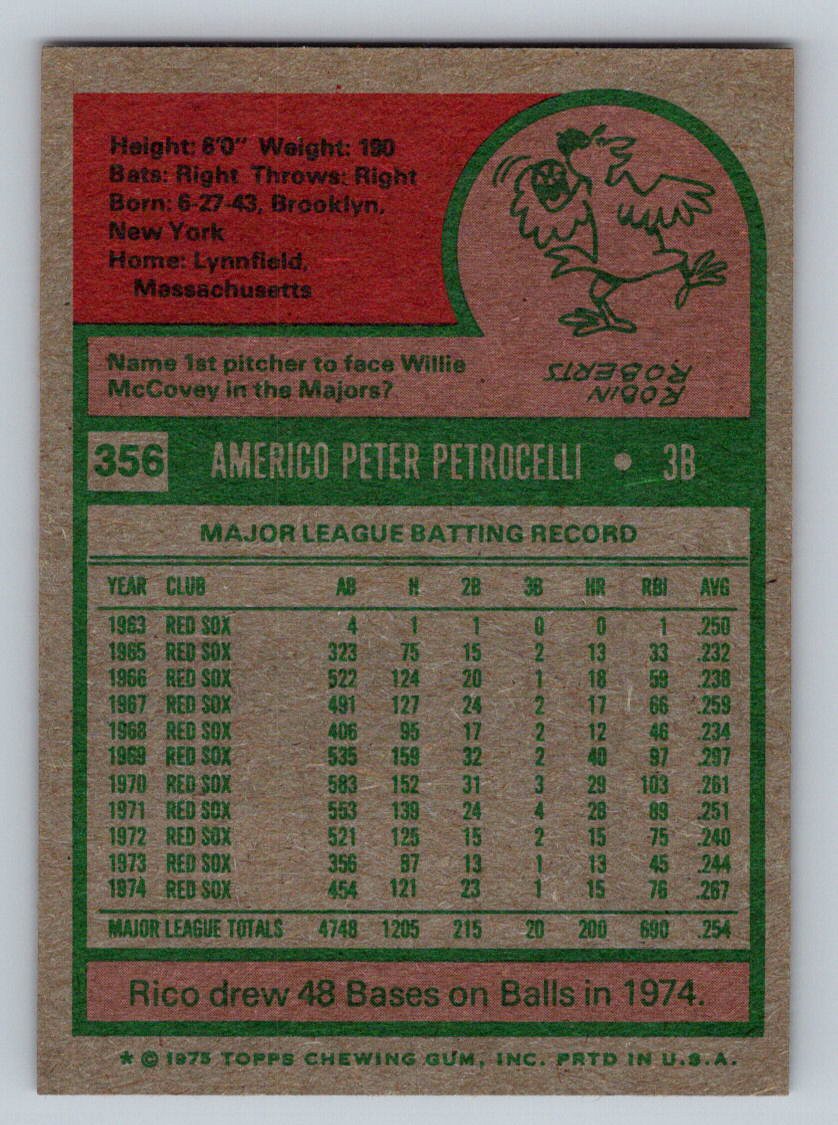 Height: 6'0" Weight: 190
Bats: Right Throws: Right
Born: 6-27-43, Brooklyn,
New York
Home: Lynnfield,
Massachusetts
Name 1st pitcher to face Willie
McCovey in the Majors?
ROBIN
ROBERTS
356 AMERICO PETER PETROCELLI • 3B
MAJOR LEAGUE BATTING RECORD
YEAR CLUB AB H 2B 3B HR RBI AVG
1963 RED SOX 4 1 1 0 0 1 .250
1965 RED SOX 323 75 15 2 13 33 .232
1966 RED SOX 522 124 20 1 18 59 .238
1967 RED SOX 491 127 24 2 17 66 .259
1968 RED SOX 406 95 17 2 12 46 .234
1969 RED SOX 535 159 32 2 40 97 .297
1970 RED SOX 583 152 31 3 29 103 .261
1971 RED SOX 553 139 24 4 28 89 .251
1972 RED SOX 521 125 15 2 15 75 .240
1973 RED SOX 356 87 13 1 13 45 .244
1974 RED SOX 454 121 23 1 15 76 .267
MAJOR LEAGUE TOTALS 4748 1205 215 20 200 690 .254
Rico drew 48 Bases on Balls in 1974.
* © 1975 TOPPS CHEWING GUM, INC. PRTD IN U.S.A.